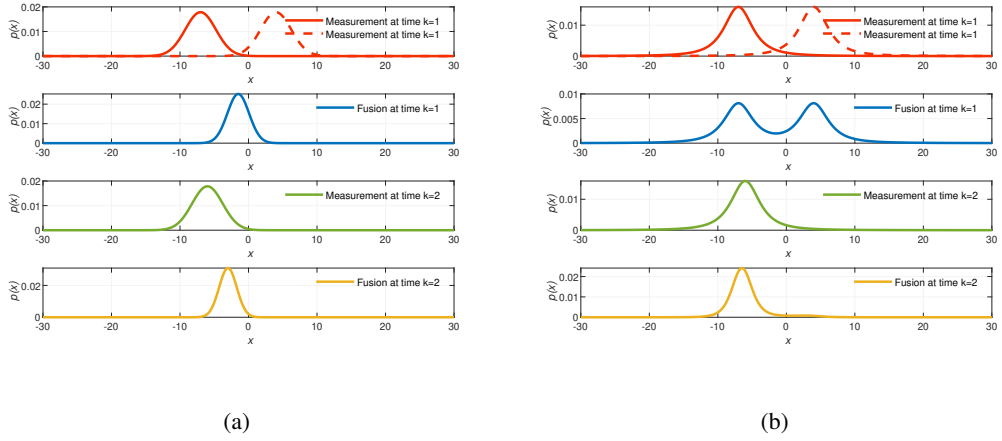 0.02
0.01
0
p(x)
Measurement at time k=1
Measurement at time k=1
-30 -20 -10 0 10 20 30
x
0.02
0.01
0
p(x)
Fusion at time k=1
-30 -20 -10 0 10 20 30
x
0.02
0.01
0
p(x)
Measurement at time k=2
-30 -20 -10 0 10 20 30
x
0.02
0.01
0
p(x)
Fusion at time k=2
-30 -20 -10 0 10 20 30
x
(a)
0.01
0
p(x)
Measurement at time k=1
Measurement at time k=1
-30 -20 -10 0 10 20 30
x
0.01
0.005
0
p(x)
Fusion at time k=1
-30 -20 -10 0 10 20 30
x
0.01
0
p(x)
Measurement at time k=2
-30 -20 -10 0 10 20 30
x
0.02
0.01
0
p(x)
Fusion at time k=2
-30 -20 -10 0 10 20 30
x
(b)